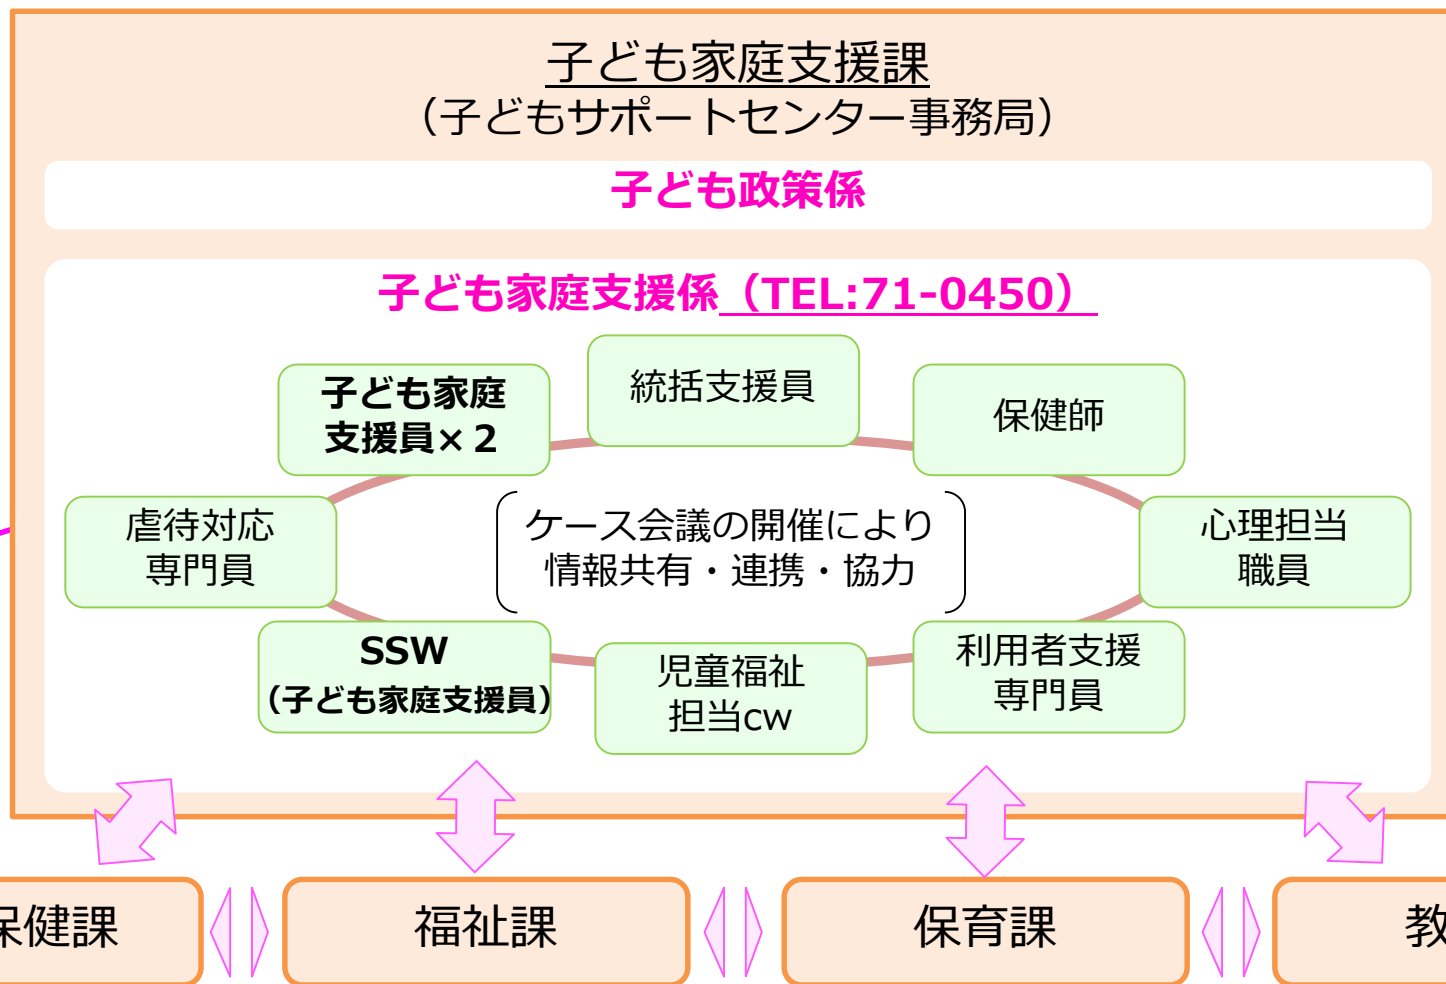 子ども家庭支援課
（子どもサポートセンター事務局）
子ども政策係
子ども家庭支援係（TEL:71-0450）
子ども家庭
支援員×２
統括支援員
保健師
虐待対応
専門員
ケース会議の開催により
情報共有・連携・協力
心理担当
職員
SSW
（子ども家庭支援員）
児童福祉
担当cw
利用者支援
専門員
保健課
福祉課
保育課
教